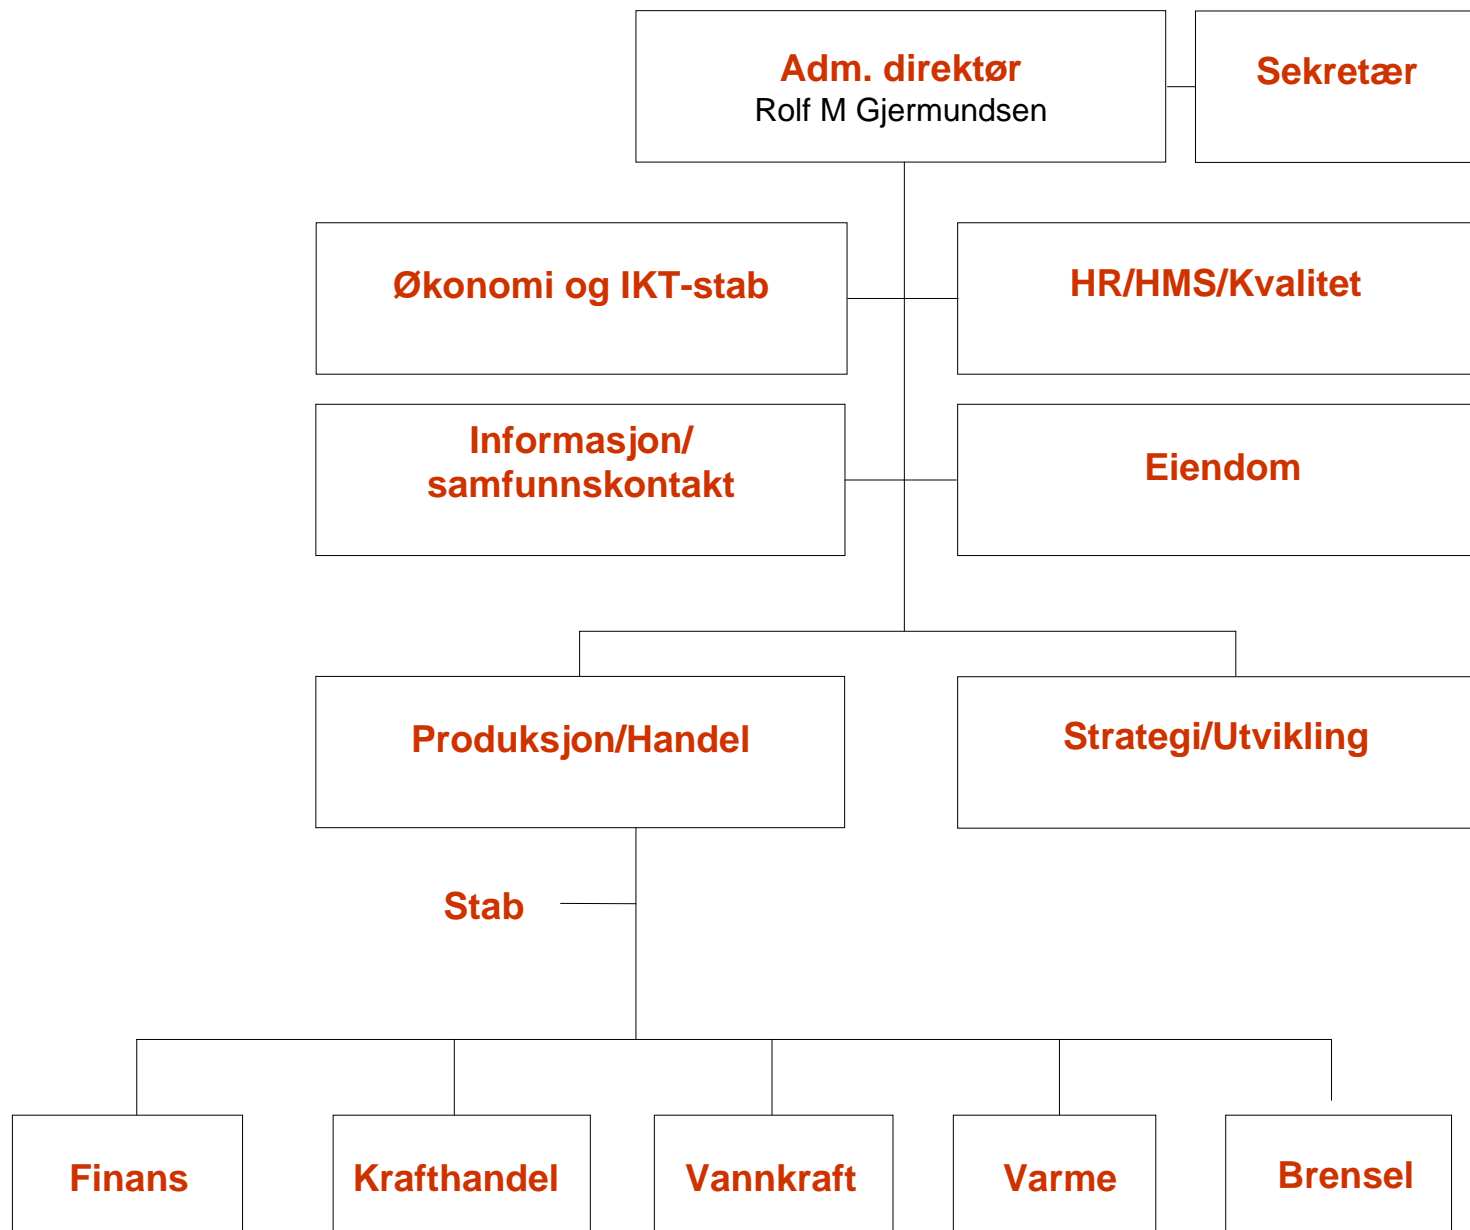 Adm. direktør
Rolf M Gjermundsen
Sekretær
Økonomi og IKT-stab
HR/HMS/Kvalitet
Informasjon/
samfunnskontakt
Eiendom
Produksjon/Handel
Strategi/Utvikling
Stab
Finans
Krafthandel
Vannkraft
Varme
Brensel